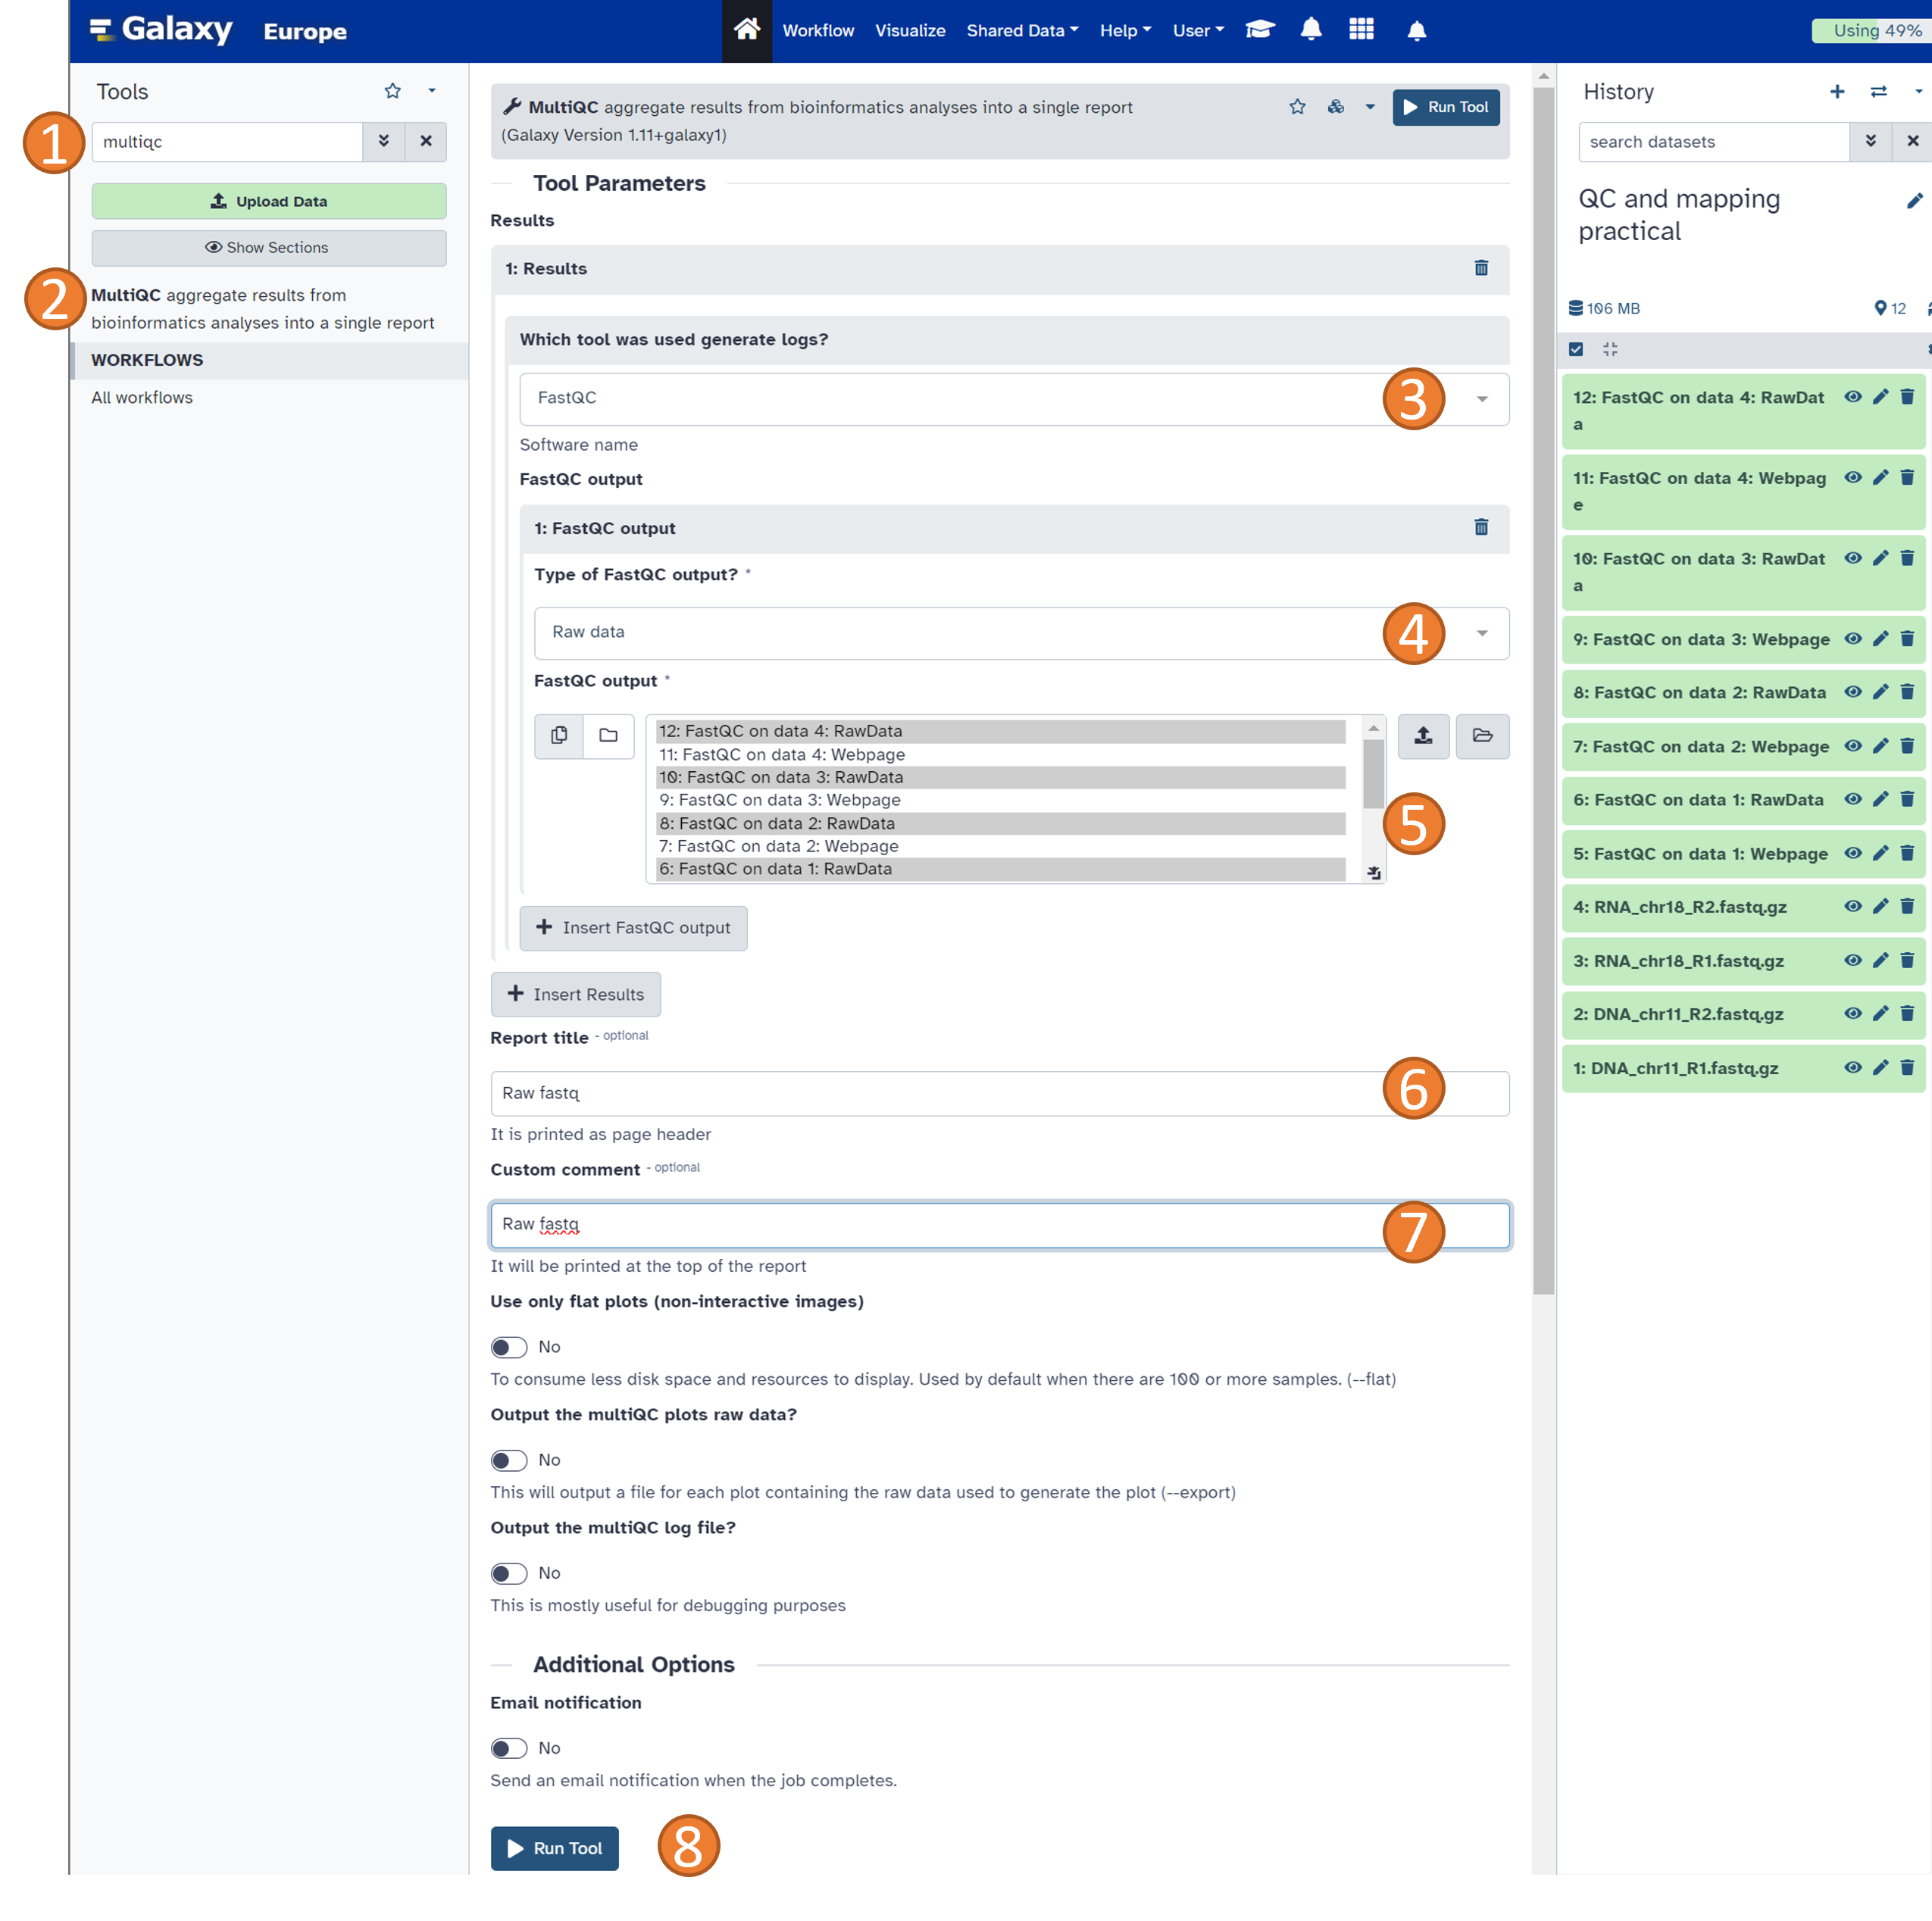 Galaxy Europe
Workflow Visualize Shared Data Help User
Using 49%
Tools
1
multiqc
Upload Data
Show Sections
2
MultiQC aggregate results from
bioinformatics analyses into a single report
WORKFLOWS
All workflows
MultiQC aggregate results from bioinformatics analyses into a single report
(Galaxy Version 1.11+galaxy1)
Run Tool
Tool Parameters
Results
1: Results
Which tool was used generate logs?
FastQC
3
Software name
FastQC output
1: FastQC output
Type of FastQC output? *
Raw data
4
FastQC output *
12: FastQC on data 4: RawData
11: FastQC on data 4: Webpage
10: FastQC on data 3: RawData
9: FastQC on data 3: Webpage
8: FastQC on data 2: RawData
7: FastQC on data 2: Webpage
6: FastQC on data 1: RawData
5
Insert FastQC output
Insert Results
Report title - optional
Raw fastq
6
It is printed as page header
Custom comment - optional
Raw fastq
7
It will be printed at the top of the report
Use only flat plots (non-interactive images)
No
To consume less disk space and resources to display. Used by default when there are 100 or more samples. (--flat)
Output the multiQC plots raw data?
No
This will output a file for each plot containing the raw data used to generate the plot (--export)
Output the multiQC log file?
No
This is mostly useful for debugging purposes
Additional Options
Email notification
No
Send an email notification when the job completes.
Run Tool
8
History
search datasets
QC and mapping
practical
106 MB
12
12: FastQC on data 4: RawDat
a
11: FastQC on data 4: Webpag
e
10: FastQC on data 3: RawDat
a
9: FastQC on data 3: Webpage
8: FastQC on data 2: RawData
7: FastQC on data 2: Webpage
6: FastQC on data 1: RawData
5: FastQC on data 1: Webpage
4: RNA_chr18_R2.fastq.gz
3: RNA_chr18_R1.fastq.gz
2: DNA_chr11_R2.fastq.gz
1: DNA_chr11_R1.fastq.gz